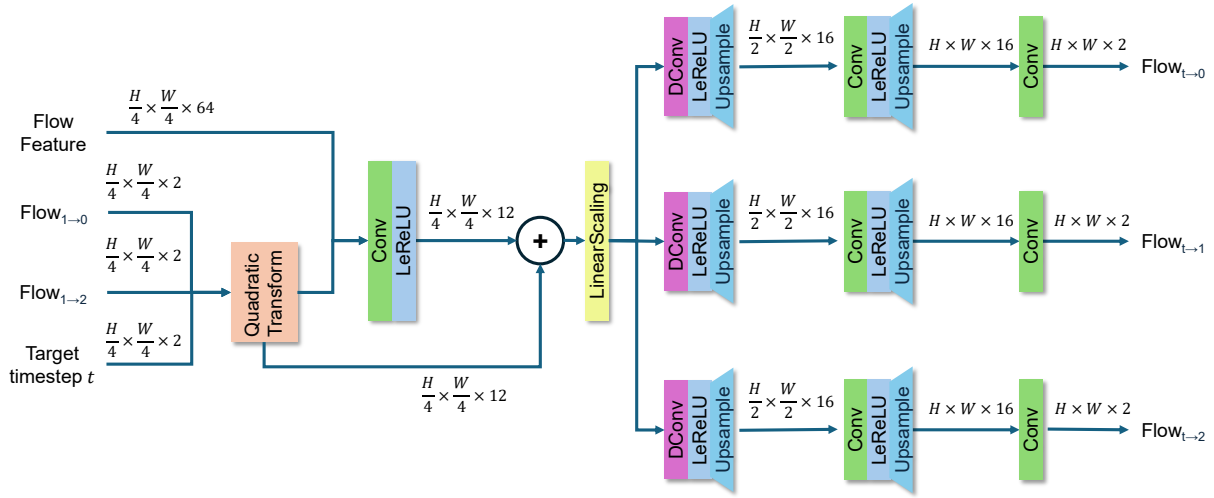 Flow
Feature
H/4 × W/4 × 64
H/4 × W/4 × 2
Flow1→0
H/4 × W/4 × 2
Flow1→2
H/4 × W/4 × 2
Target
timestep t
Quadratic
Transform
H/4 × W/4 × 12
Conv
LeReLU
H/4 × W/4 × 12
+
LinearScaling
DConv
LeReLU
Upsample
H/2 × W/2 × 16
Conv
LeReLU
Upsample
H × W × 16
Conv
H × W × 2
Flowt→0
DConv
LeReLU
Upsample
H/2 × W/2 × 16
Conv
LeReLU
Upsample
H × W × 16
Conv
H × W × 2
Flowt→1
DConv
LeReLU
Upsample
H/2 × W/2 × 16
Conv
LeReLU
Upsample
H × W × 16
Conv
H × W × 2
Flowt→2